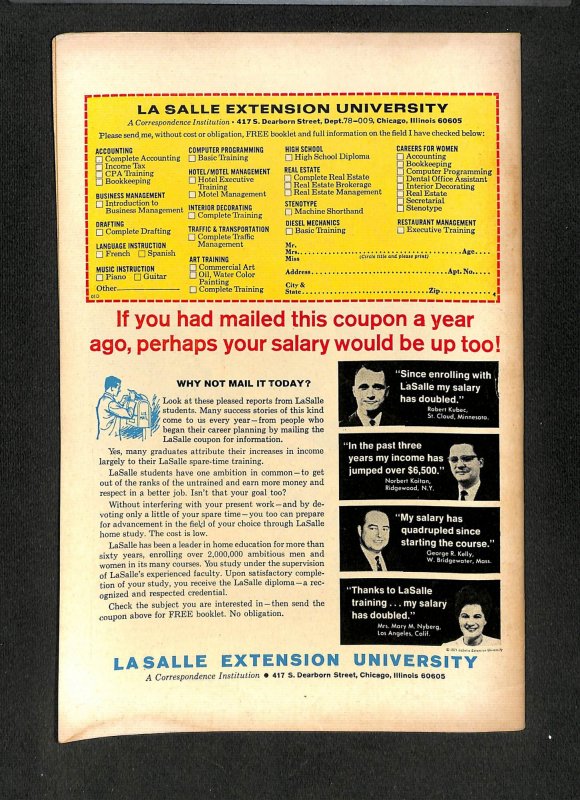 LA SALLE EXTENSION UNIVERSITY
A Correspondence Institution • 417 S. Dearborn Street, Dept. 78-009, Chicago, Illinois 60605
Please send me, without cost or obligation, FREE booklet and full information on the field I have checked below:
ACCOUNTING
Complete Accounting
Income Tax
CPA Training
Bookkeeping
BUSINESS MANAGEMENT
Introduction to
Business Management
DRAFTING
Complete Drafting
LANGUAGE INSTRUCTION
French Spanish
MUSIC INSTRUCTION
Piano Guitar
Other
COMPUTER PROGRAMMING
Basic Training
HOTEL/MOTEL MANAGEMENT
Hotel Executive
Training
Motel Management
INTERIOR DECORATING
Complete Training
TRAFFIC & TRANSPORTATION
Complete Traffic
Management
ART TRAINING
Commercial Art
Oil, Water Color
Painting
Complete Training
HIGH SCHOOL
High School Diploma
REAL ESTATE
Complete Real Estate
Real Estate Brokerage
Real Estate Management
STENOTYPE
Machine Shorthand
DIESEL MECHANICS
Basic Training
CAREERS FOR WOMEN
Accounting
Bookkeeping
Computer Programming
Dental Office Assistant
Interior Decorating
Real Estate
Secretarial
Stenotype
RESTAURANT MANAGEMENT
Executive Training
Mr.
Mrs. Age
Miss (Circle title and please print)
Address Apt. No.
City &
State Zip
If you had mailed this coupon a year
ago, perhaps your salary would be up too!
WHY NOT MAIL IT TODAY?
Look at these pleased reports from LaSalle
students. Many success stories of this kind
come to us every year—from people who
began their career planning by mailing the
LaSalle coupon for information.
Yes, many graduates attribute their increases in income
largely to their LaSalle spare-time training.
LaSalle students have one ambition in common—to get
out of the ranks of the untrained and earn more money and
respect in a better job. Isn't that your goal too?
Without interfering with your present work—and by de-
voting only a little of your spare time—you too can prepare
for advancement in the field of your choice through LaSalle
home study. The cost is low.
LaSalle has been a leader in home education for more than
sixty years, enrolling over 2,000,000 ambitious men and
women in its many courses. You study under the supervision
of LaSalle's experienced faculty. Upon satisfactory comple-
tion of your study, you receive the LaSalle diploma—a rec-
ognized and respected credential.
Check the subject you are interested in—then send the
coupon above for FREE booklet. No obligation.
"Since enrolling with
LaSalle my salary
has doubled."
Robert Kubec,
St. Cloud, Minnesota.
"In the past three
years my income has
jumped over $6,500."
Norbert Kaitan,
Ridgewood, N.Y.
"My salary has
quadrupled since
starting the course."
George R. Kelly,
W. Bridgewater, Mass.
"Thanks to LaSalle
training . . . my salary
has doubled."
Mrs. Mary M. Nyberg,
Los Angeles, Calif.
LA SALLE EXTENSION UNIVERSITY
A Correspondence Institution • 417 S. Dearborn Street, Chicago, Illinois 60605